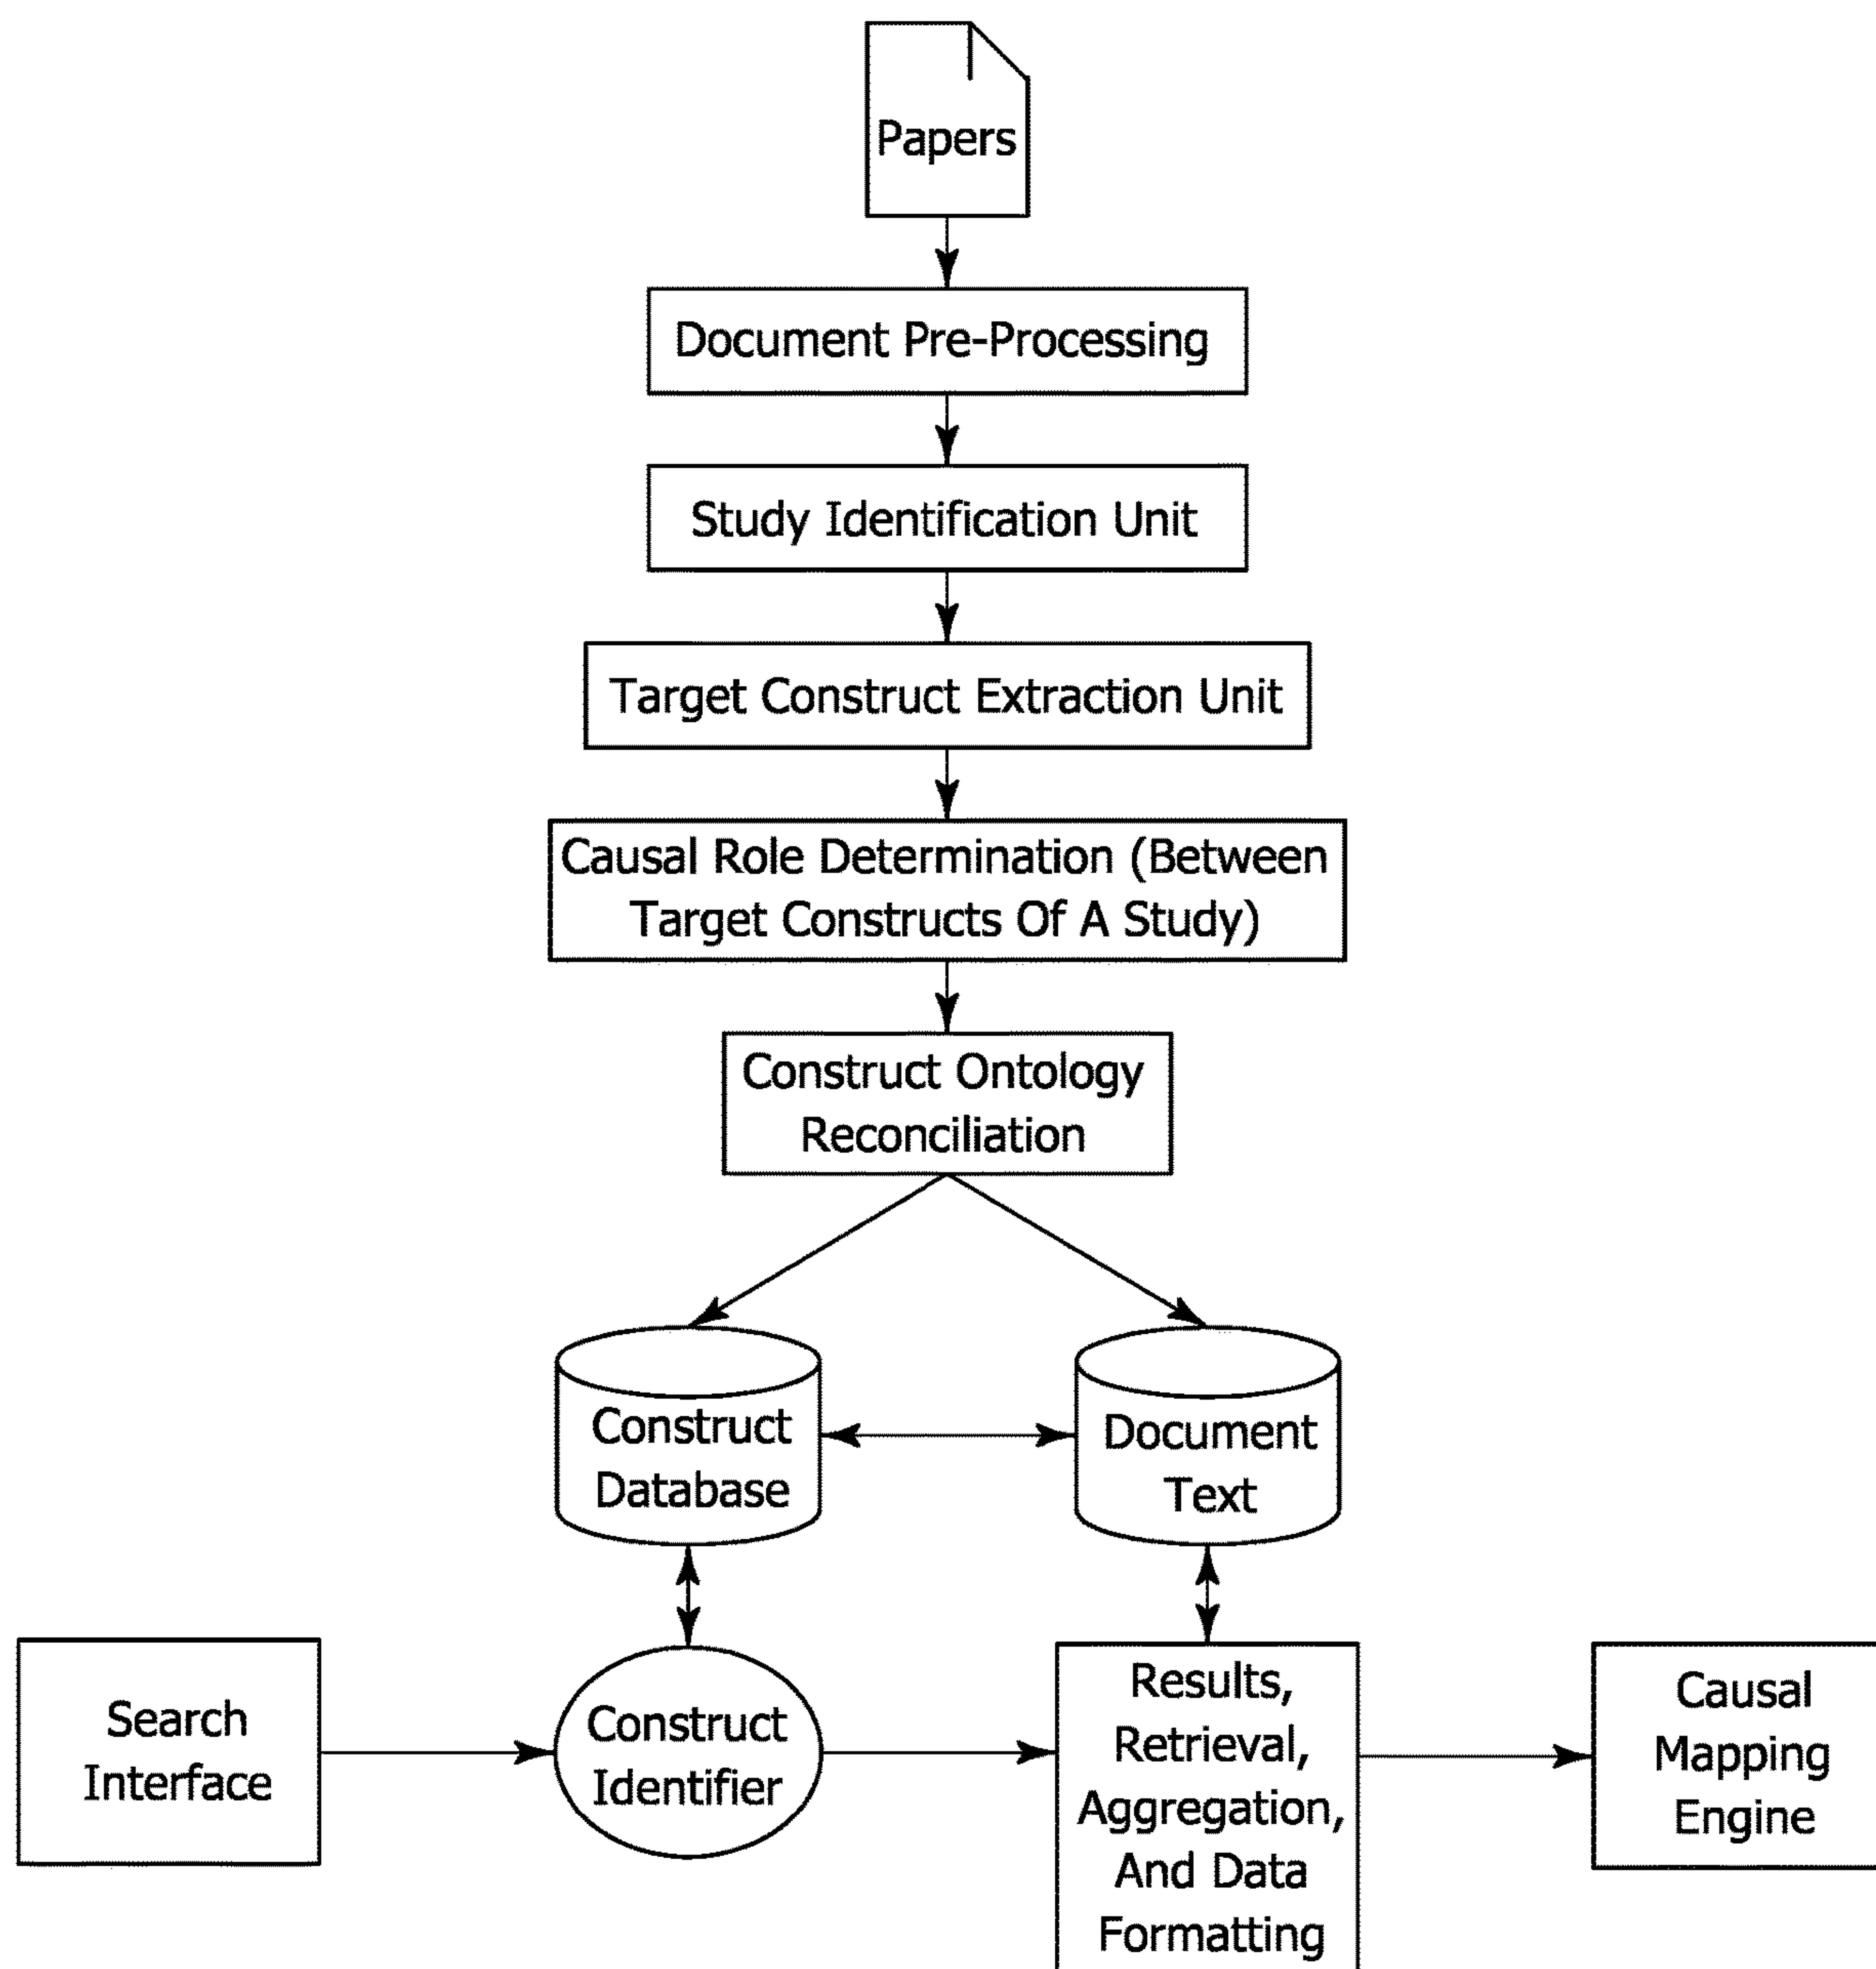 Papers
Document Pre-Processing
Study Identification Unit
Target Construct Extraction Unit
Causal Role Determination (Between
Target Constructs Of A Study)
Construct Ontology
Reconciliation
Construct
Database
Document
Text
Search
Interface
Construct
Identifier
Results,
Retrieval,
Aggregation,
And Data
Formatting
Causal
Mapping
Engine